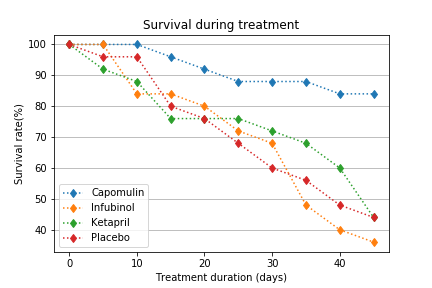 Survival during treatment
Survival rate(%)
100
90
80
70
60
50
40
Capomulin
Infubinol
Ketapril
Placebo
0
10
20
30
40
Treatment duration (days)